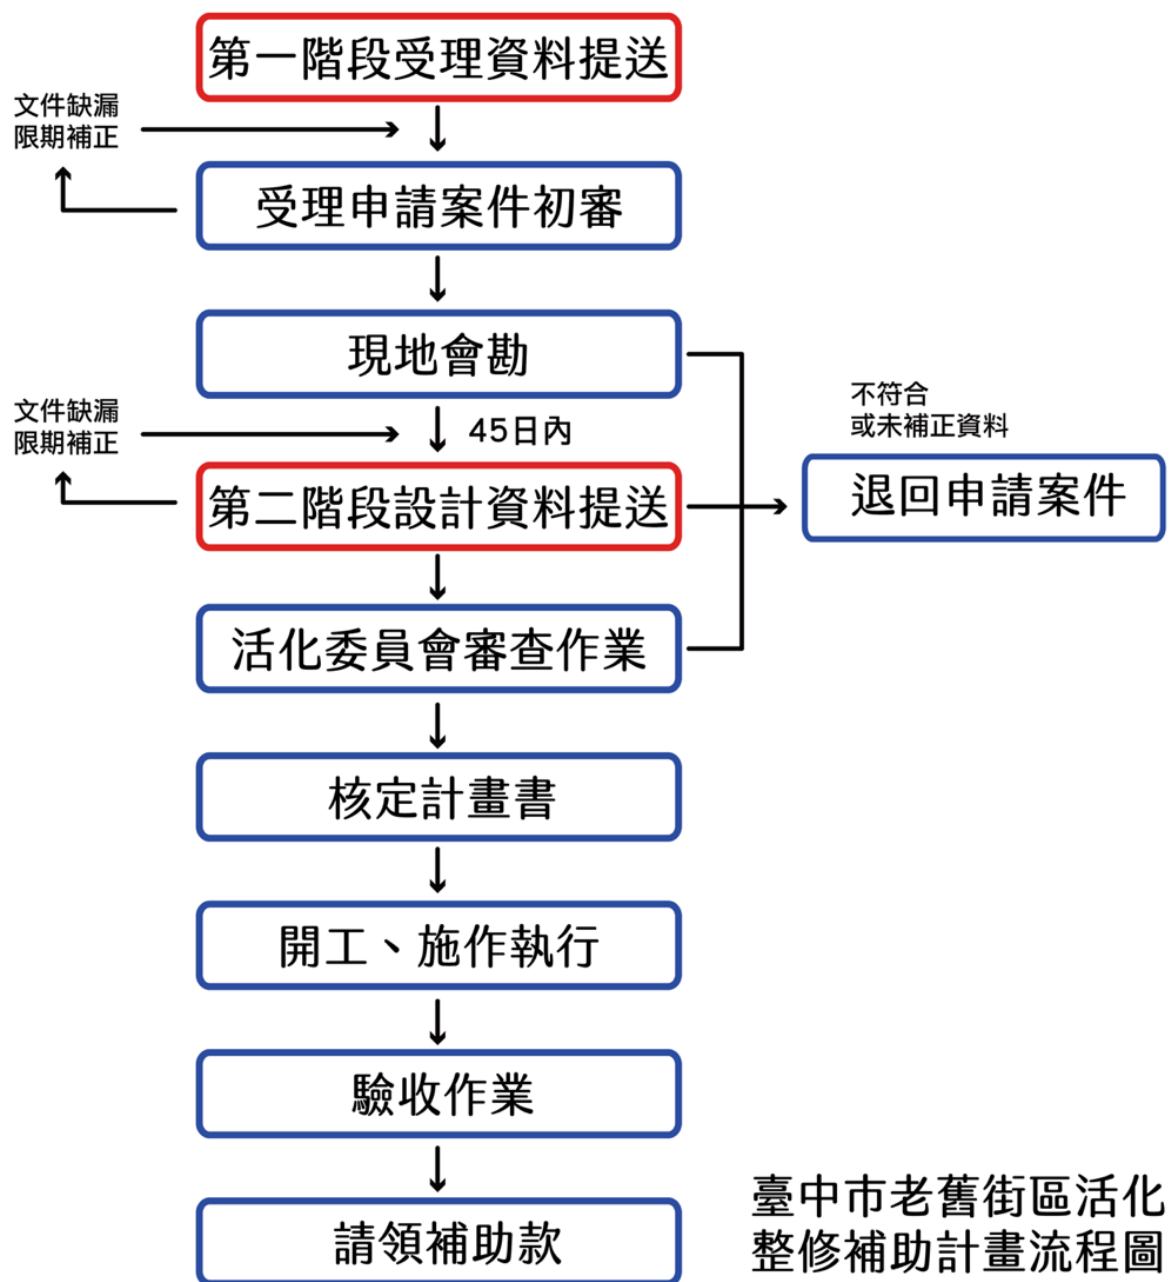 第一階段受理資料提送
文件缺漏
限期補正
受理申請案件初審
現地會勘
不符合
或未補正資料
文件缺漏
限期補正
45日內
退回申請案件
第二階段設計資料提送
活化委員會審查作業
核定計畫書
開工、施作執行
驗收作業
請領補助款
臺中市老舊街區活化
整修補助計畫流程圖